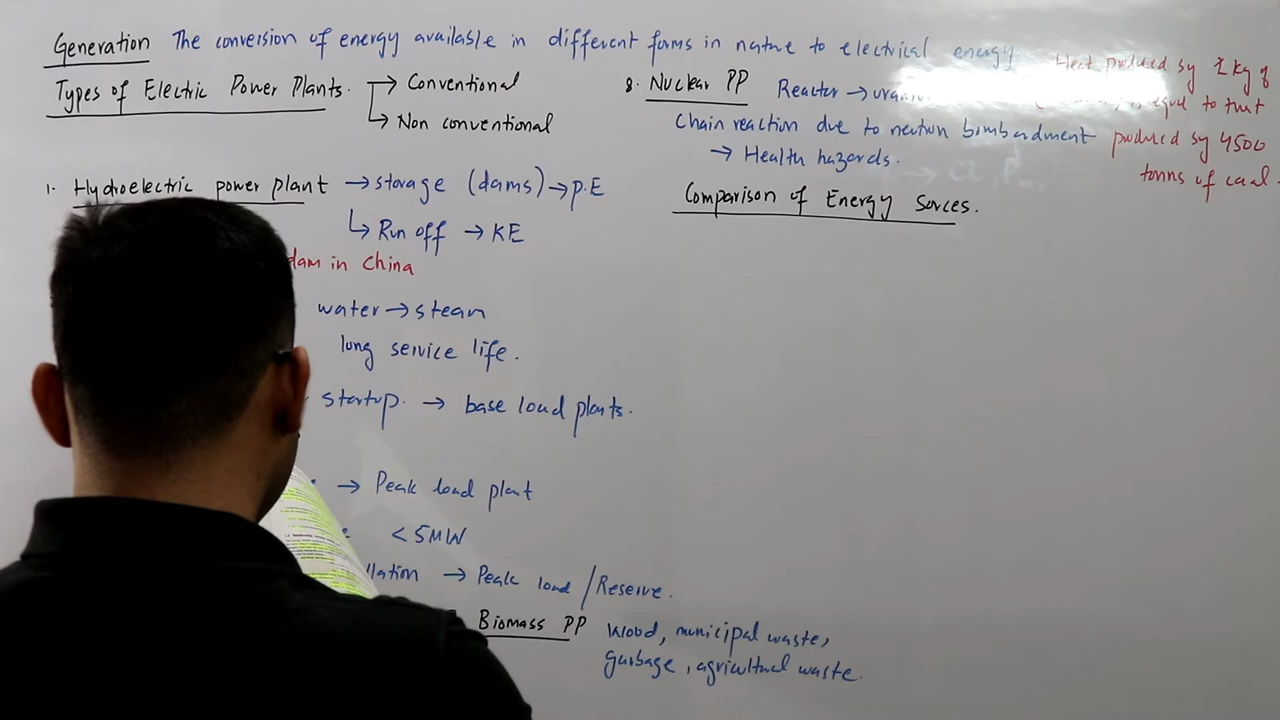 Generation The conversion of energy available in different forms in nature to electrical energy.
Types of Electric Power Plants. → Conventional
↳ Non conventional
1. Hydroelectric power plant → storage (dams) → P.E
↳ Run off → KE
dam in China
water → steam
long service life.
startup. → base load plants.
→ Peak load plant
< 5MW
→ Peak load / Reserve.
Biomass PP Wood, municipal waste,
garbage, agricultural waste.
8. Nuclear PP Reactor →
Chain reaction due to neutron bombardment
→ Health hazards.
Heat produced by 1 kg of
equal to that
produced by 4500
tonns of coal.
Comparison of Energy Sorces.